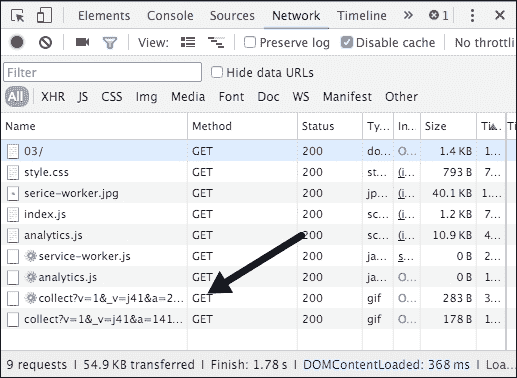 Elements Console Sources Network Timeline » 1
View: Preserve log Disable cache No throttli
Filter Hide data URLs
All XHR JS CSS Img Media Font Doc WS Manifest Other
Name Method Status Ty... In... Size Ti... Ti
03/ GET 200 do... O... 1.4 KB 1...
style.css GET 200 st... (i... 793 B 7...
serice-worker.jpg GET 200 jp... (i... 40.1 KB 1....
index.js GET 200 sc... (i... 1.2 KB 7...
analytics.js GET 200 sc... (i... 10.9 KB 4...
service-worker.js GET 200 ja... s... 0 B 2...
analytics.js GET 200 ja... O... 0 B 1...
collect?v=1&_v=j41&a=2... GET 200 gif O... 283 B 3...
collect?v=1&_v=j41&a=141... GET 200 gif 178 B 1...
9 requests | 54.9 KB transferred | Finish: 1.78 s | DOMContentLoaded: 368 ms | Loa...